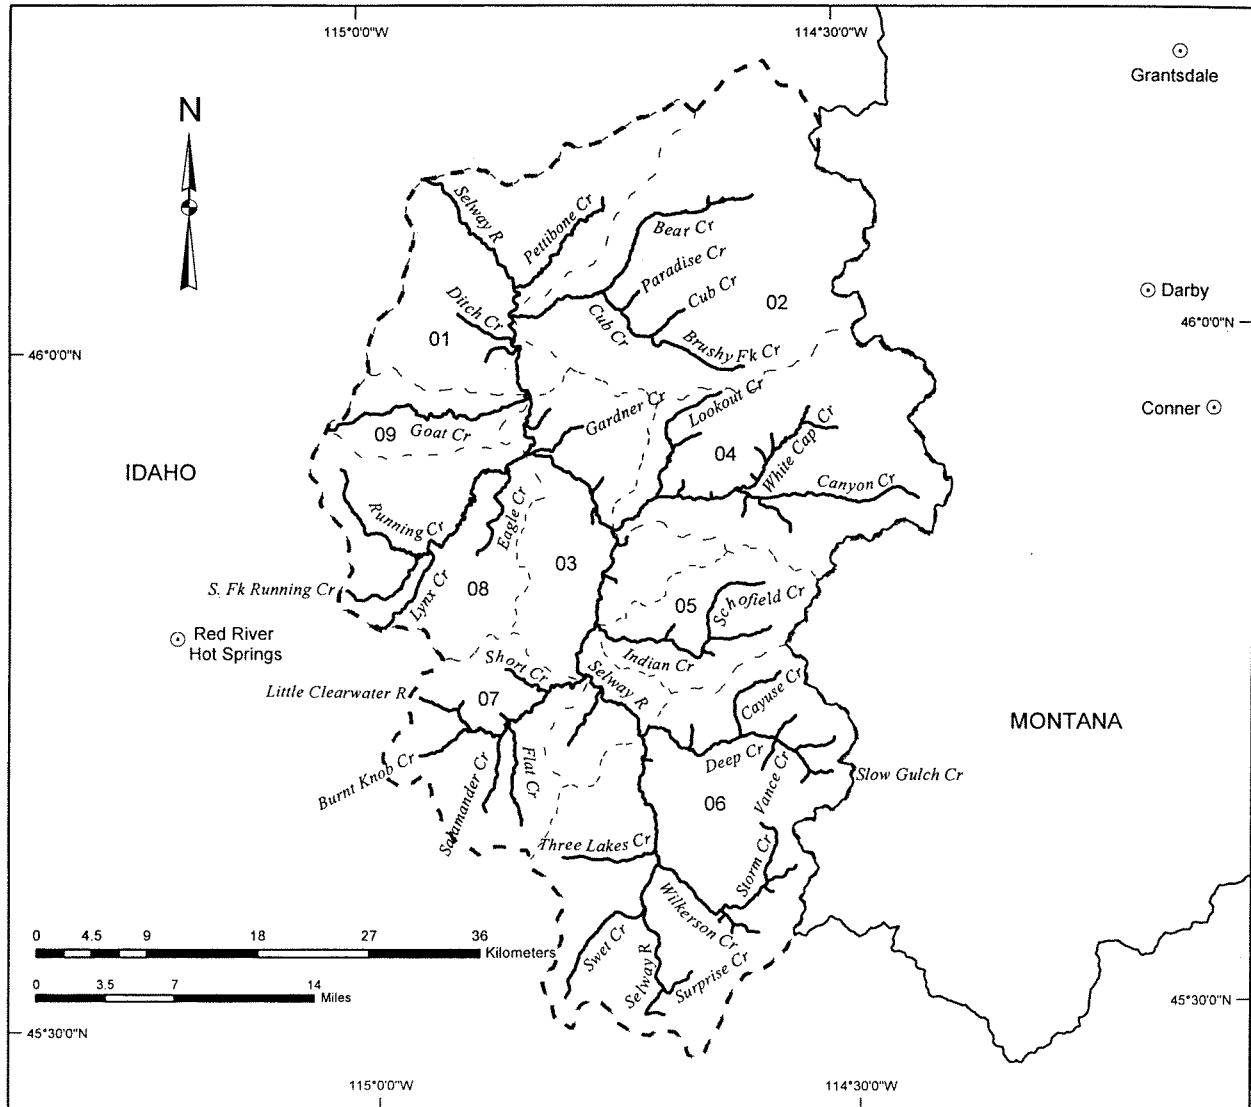 115°0'0"W
114°30'0"W
Grantsdale
N
Selway R
Pettibone Cr
Bear Cr
Paradise Cr
Cub Cr
02
Darby
Ditch Cr
01
Cub Cr
Brushy Fk Cr
46°0'0"N
46°0'0"N
Lookout Cr
Gardner Cr
White Cap Cr
Conner
09
Goat Cr
04
IDAHO
Canyon Cr
Running Cr
Eagle Cr
03
S. Fk Running Cr
Lynx Cr
08
05
Schofield Cr
Red River
Hot Springs
Indian Cr
Short Cr
Selway R
Little Clearwater R
07
Cayuse Cr
MONTANA
Burnt Knob Cr
Salamander Cr
Flat Cr
Deep Cr
Vance Cr
Slow Gulch Cr
06
Three Lakes Cr
Storm Cr
Wilkerson Cr
Swet Cr
Selway R
Surprise Cr
0 4.5 9 18 27 36
Kilometers
0 3.5 7 14
Miles
45°30'0"N
45°30'0"N
115°0'0"W
114°30'0"W